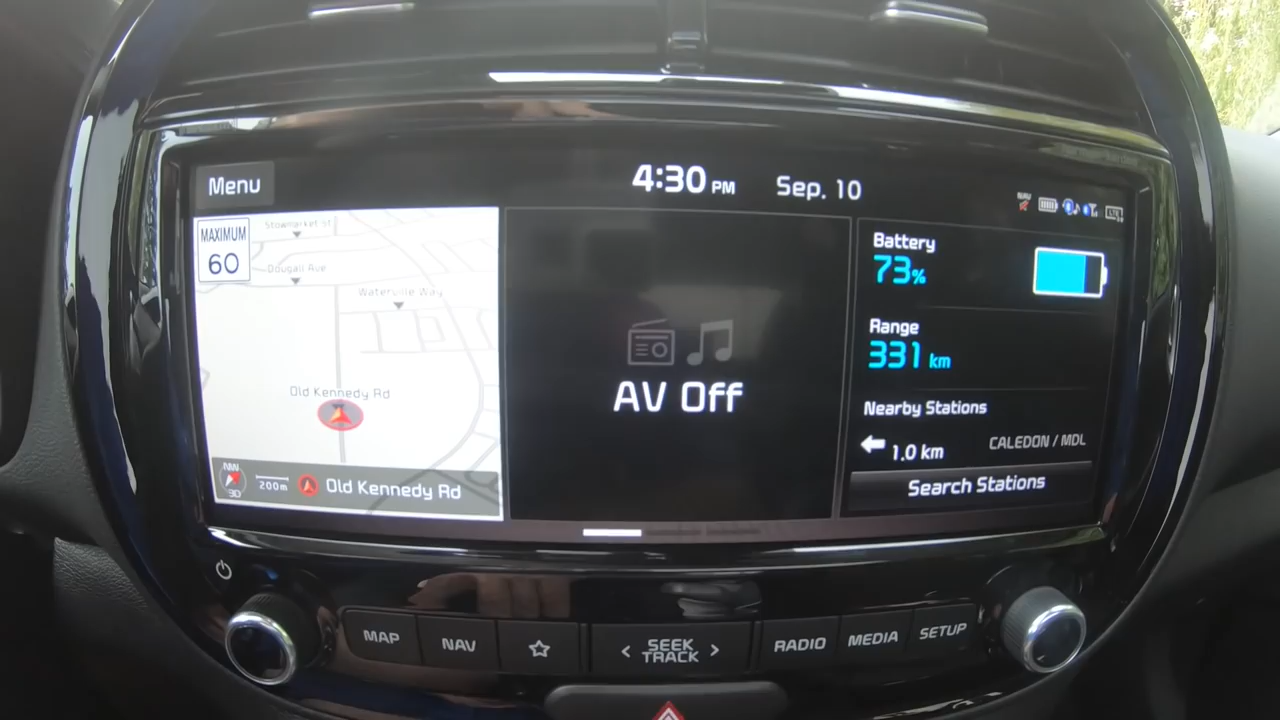 Menu
4:30 PM
Sep. 10
MAXIMUM
60
Stowmarket St
Dougall Ave
Waterville Way
Old Kennedy Rd
NW
3D
200m
Old Kennedy Rd
AV Off
Battery
73%
Range
331 km
Nearby Stations
1.0 km
CALEDON / MDL
Search Stations
MAP
NAV
< SEEK >
TRACK
RADIO
MEDIA
SETUP